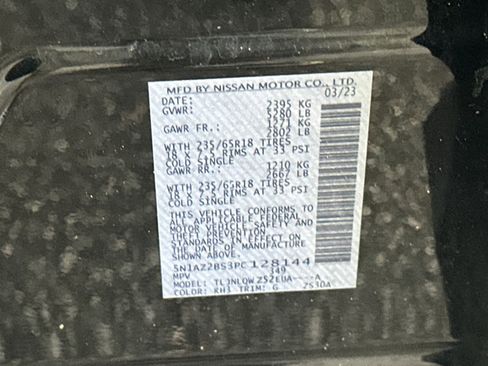 MFD BY NISSAN MOTOR CO., LTD.
DATE: 03/23
GVWR: 2395 KG
5280 LB
GAWR FR.: 1271 KG
2802 LB
WITH 235/65R18 TIRES
18 X 7.5 RIMS AT 33 PSI
COLD SINGLE
GAWR RR.: 1210 KG
2667 LB
WITH 235/65R18 TIRES
18 X 7.5 RIMS AT 33 PSI
COLD SINGLE
THIS VEHICLE CONFORMS TO
ALL APPLICABLE FEDERAL
MOTOR VEHICLE SAFETY AND
THEFT PREVENTION
STANDARDS IN EFFECT ON
THE DATE OF MANUFACTURE
SHOWN ABOVE.
5N1AZ2BS3PC128144
MPV 349
MODEL: TLJNLQWZS2EUA----A
COLOR: KH3 TRIM: G ZS30A